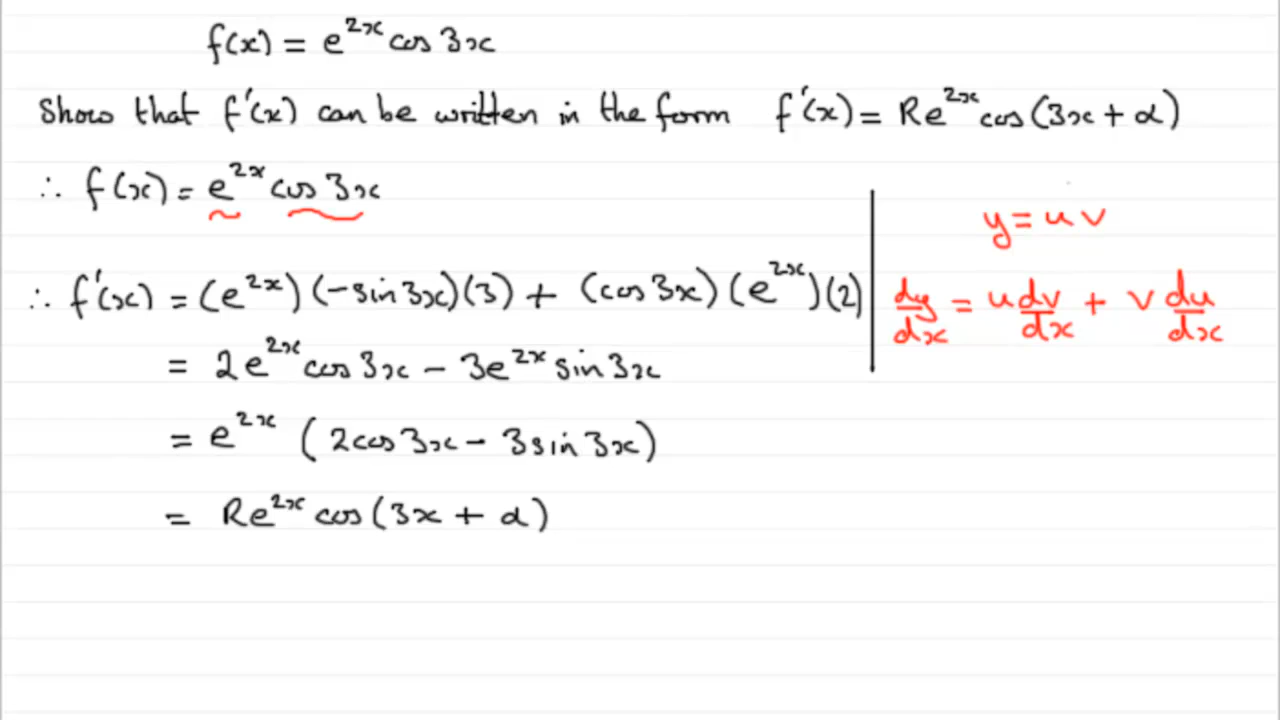 f(x) = e^{2x} cos 3x
Show that f'(x) can be written in the form f'(x) = Re^{2x} cos(3x + α)
∴ f(x) = e^{2x} cos 3x
y = uv
∴ f'(x) = (e^{2x})(-sin 3x)(3) + (cos 3x)(e^{2x})(2)
dy/dx = u dv/dx + v du/dx
= 2e^{2x} cos 3x - 3e^{2x} sin 3x
= e^{2x} (2cos 3x - 3sin 3x)
= Re^{2x} cos(3x + α)